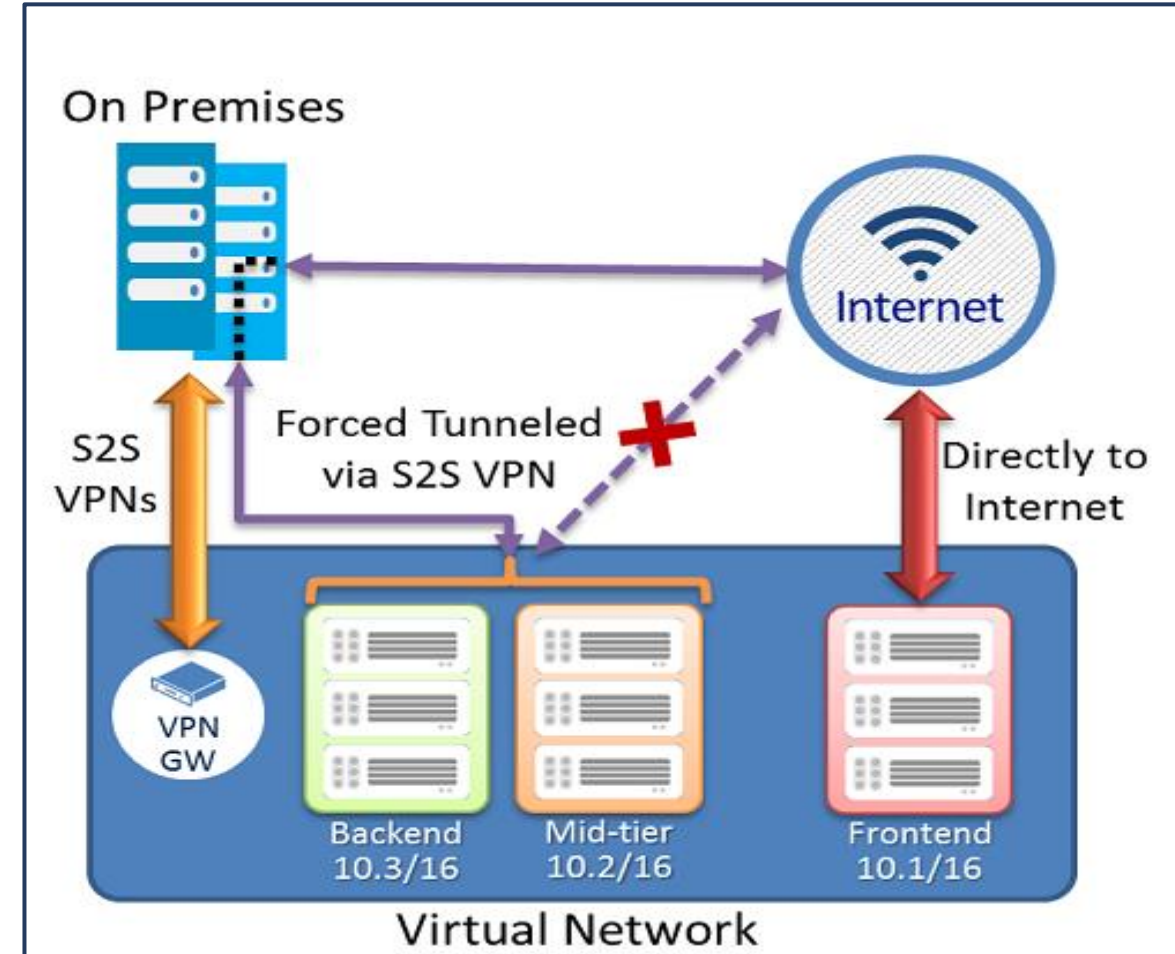 On Premises
Internet
S2S
VPNs
Forced Tunneled
via S2S VPN
Directly to
Internet
VPN
GW
Backend
10.3/16
Mid-tier
10.2/16
Frontend
10.1/16
Virtual Network